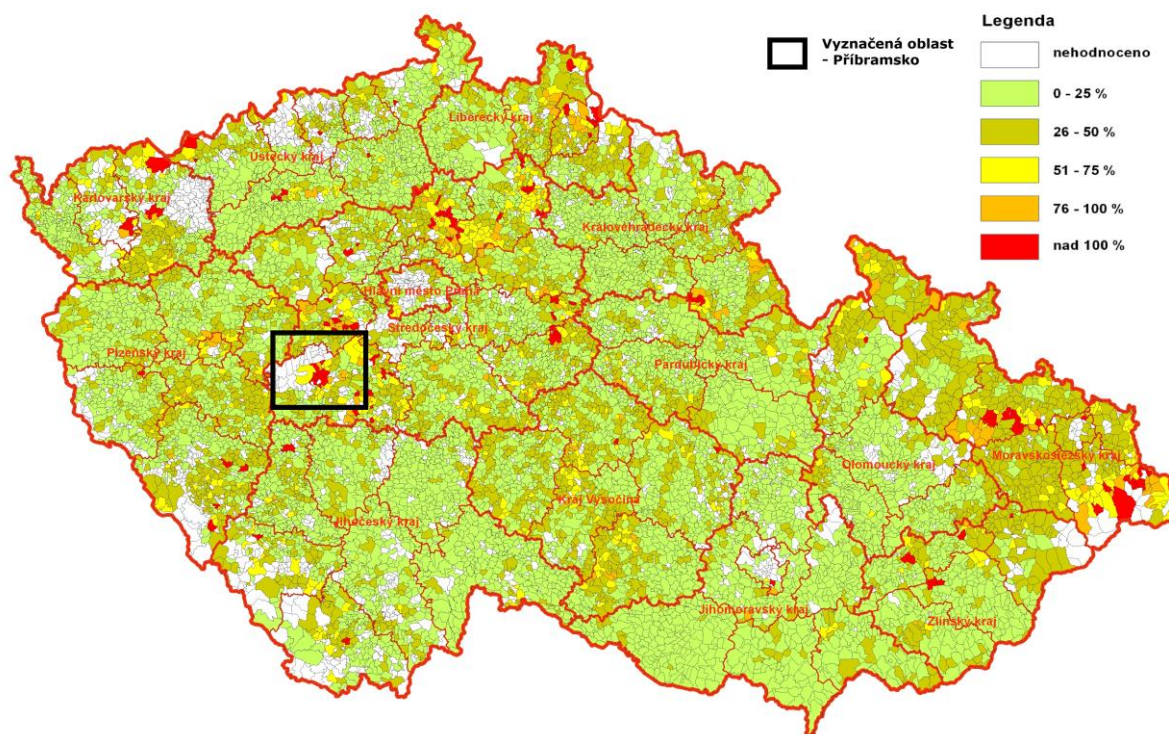 Legenda
Vyznačená oblast
- Příbramsko
nehodnoceno
0 - 25 %
26 - 50 %
51 - 75 %
76 - 100 %
nad 100 %
Liberecký kraj
Ústecký kraj
Karlovarský kraj
Královéhradecký kraj
Hlavní město Praha
Středočeský kraj
Plzeňský kraj
Pardubický kraj
Moravskoslezský kraj
Olomoucký kraj
Kraj Vysočina
Jihočeský kraj
Jihomoravský kraj
Zlínský kraj